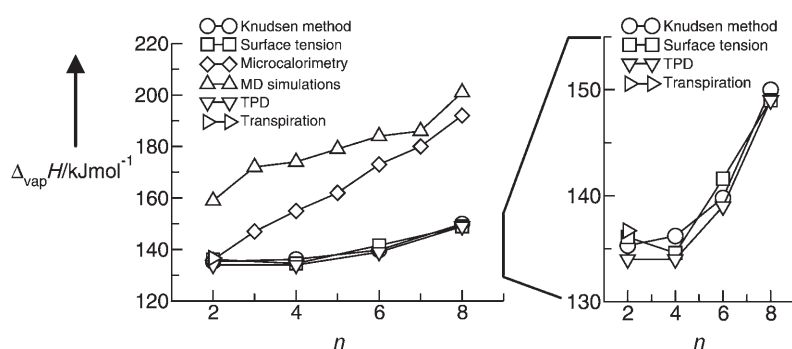 Knudsen method
Surface tension
Microcalorimetry
MD simulations
TPD
Transpiration
220
200
180
160
140
120
2 4 6 8
n
Δvap H/kJmol-1
Knudsen method
Surface tension
TPD
Transpiration
150
140
130
2 4 6 8
n